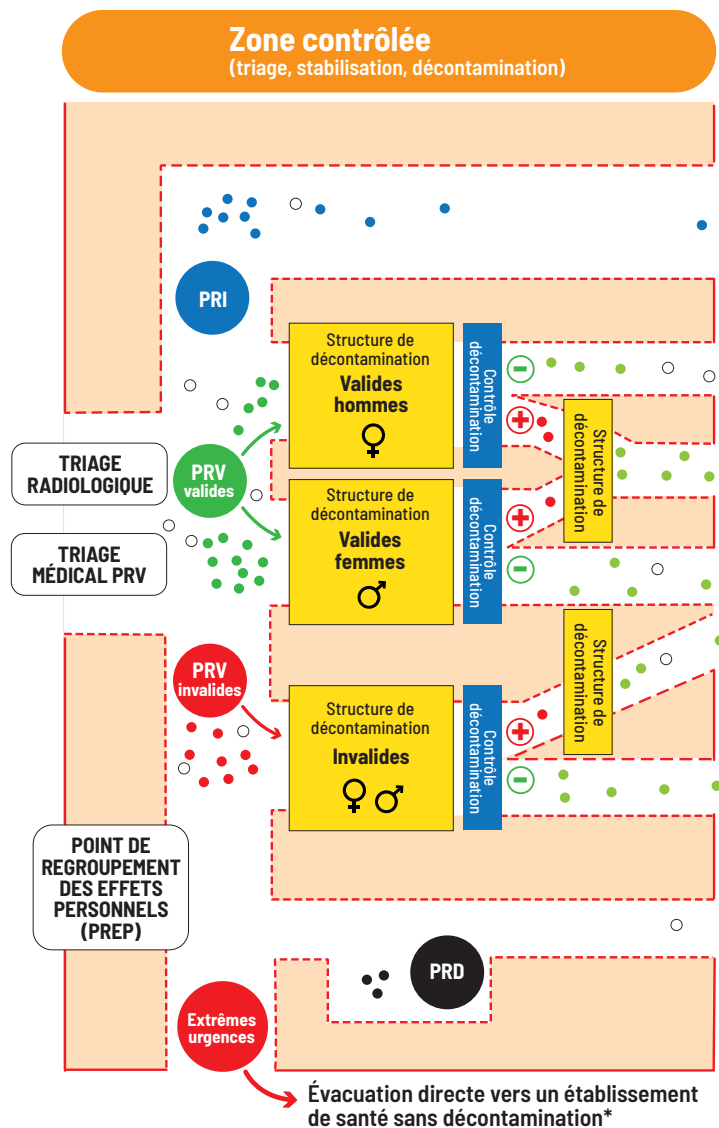 Zone contrôlée
(triage, stabilisation, décontamination)
PRI
Structure de
décontamination
Valides
hommes
Contrôle
décontamination
TRIAGE
RADIOLOGIQUE
PRV
valides
Structure de
décontamination
TRIAGE
MÉDICAL PRV
Structure de
décontamination
Valides
femmes
Contrôle
décontamination
PRV
invalides
Structure de
décontamination
Structure de
décontamination
Invalides
Contrôle
décontamination
POINT DE
REGROUPEMENT
DES EFFETS
PERSONNELS
(PREP)
PRD
Extrêmes
urgences
Évacuation directe vers un établissement
de santé sans décontamination*